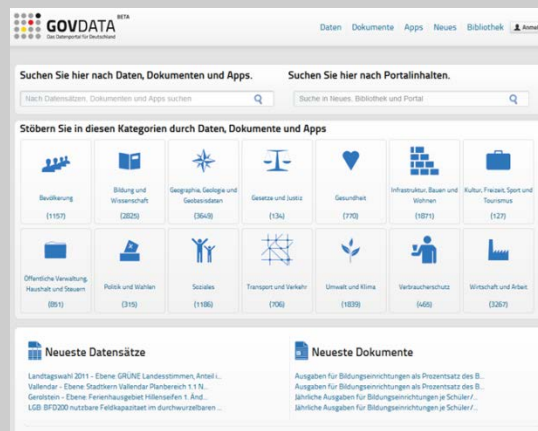 GOVDATA BETA
Das Datenportal für Deutschland
Daten Dokumente Apps Neues Bibliothek Anmel
Suchen Sie hier nach Daten, Dokumenten und Apps. Suchen Sie hier nach Portalinhalten.
Nach Datensätzen, Dokumenten und Apps suchen Suche in Neues, Bibliothek und Portal
Stöbern Sie in diesen Kategorien durch Daten, Dokumente und Apps
Bevölkerung
(1157)
Bildung und
Wissenschaft
(2825)
Geographie, Geologie und
Geobasisdaten
(3649)
Gesetze und Justiz
(134)
Gesundheit
(770)
Infrastruktur, Bauen und
Wohnen
(1871)
Kultur, Freizeit, Sport und
Tourismus
(127)
Öffentliche Verwaltung,
Haushalt und Steuern
(851)
Politik und Wahlen
(315)
Soziales
(1186)
Transport und Verkehr
(706)
Umwelt und Klima
(1839)
Verbraucherschutz
(465)
Wirtschaft und Arbeit
(3267)
Neueste Datensätze
Landtagswahl 2011 - Ebene GRÜNE Landesstimmen, Anteil i...
Vallendar - Ebene Stadtkern Vallendar Planbereich 1.1 N...
Gerolstein - Ebene Ferienhausgebiet Hillenseifen 1. Änd...
LGB: BFD200 nutzbare Feldkapazitaet im durchwurzelbaren ...
Neueste Dokumente
Ausgaben für Bildungseinrichtungen als Prozentsatz des B...
Ausgaben für Bildungseinrichtungen als Prozentsatz des B...
Jährliche Ausgaben für Bildungseinrichtungen je Schüler/...
Jährliche Ausgaben für Bildungseinrichtungen je Schüler/...